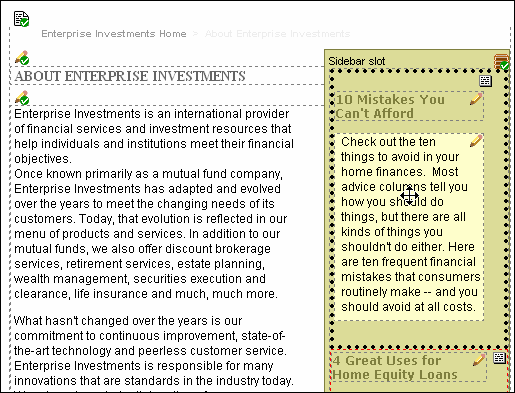 Enterprise Investments Home > About Enterprise Investments
ABOUT ENTERPRISE INVESTMENTS
Enterprise Investments is an international provider
of financial services and investment resources that
help individuals and institutions meet their financial
objectives.
Once known primarily as a mutual fund company,
Enterprise Investments has adapted and evolved
over the years to meet the changing needs of its
customers. Today, that evolution is reflected in our
menu of products and services. In addition to our
mutual funds, we also offer discount brokerage
services, retirement services, estate planning,
wealth management, securities execution and
clearance, life insurance and much, much more.
What hasn't changed over the years is our
commitment to continuous improvement, state-of-
the-art technology and peerless customer service.
Enterprise Investments is responsible for many
innovations that are standards in the industry today.
Sidebar slot
10 Mistakes You
Can't Afford
Check out the ten
things to avoid in your
home finances. Most
advice columns tell you
how you should do
things, but there are all
kinds of things you
shouldn't do either. Here
are ten frequent financial
mistakes that consumers
routinely make -- and you
should avoid at all costs.
4 Great Uses for
Home Equity Loans